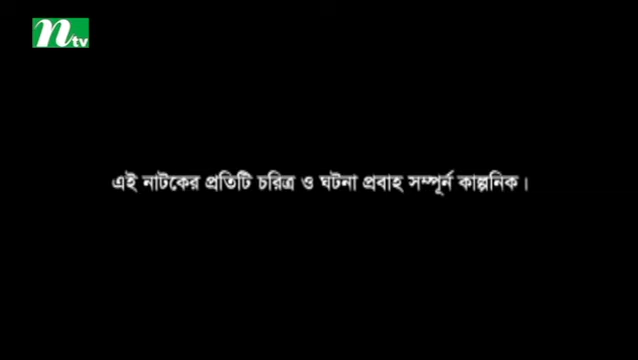 ntv
এই নাটকের প্রতিটি চরিত্র ও ঘটনা প্রবাহ সম্পূর্ন কাল্পনিক।